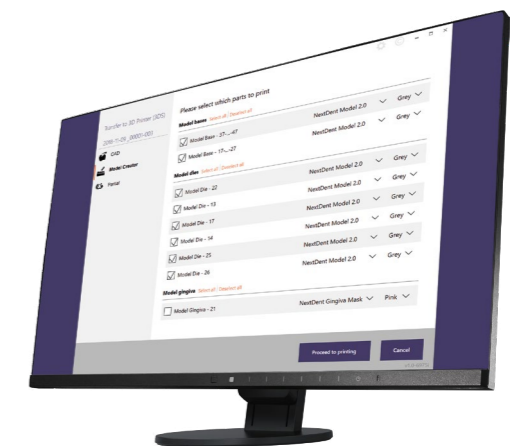 Please select which parts to print
Transfer to 3D Printer (3DS)
Model bases Select all / Deselect all
Model Base - 37-...-47 NextDent Model 2.0 Grey
Model Base - 17-...-27 NextDent Model 2.0 Grey
CAD
Model Creator
Partial
Model dies Select all / Deselect all
Model Die - 22 NextDent Model 2.0 Grey
Model Die - 13 NextDent Model 2.0 Grey
Model Die - 17 NextDent Model 2.0 Grey
Model Die - 14 NextDent Model 2.0 Grey
Model Die - 25 NextDent Model 2.0 Grey
Model Die - 26 NextDent Model 2.0 Grey
Model gingiva Select all / Deselect all
Model Gingiva - 21 NextDent Gingiva Mask Pink
Proceed to printing Cancel